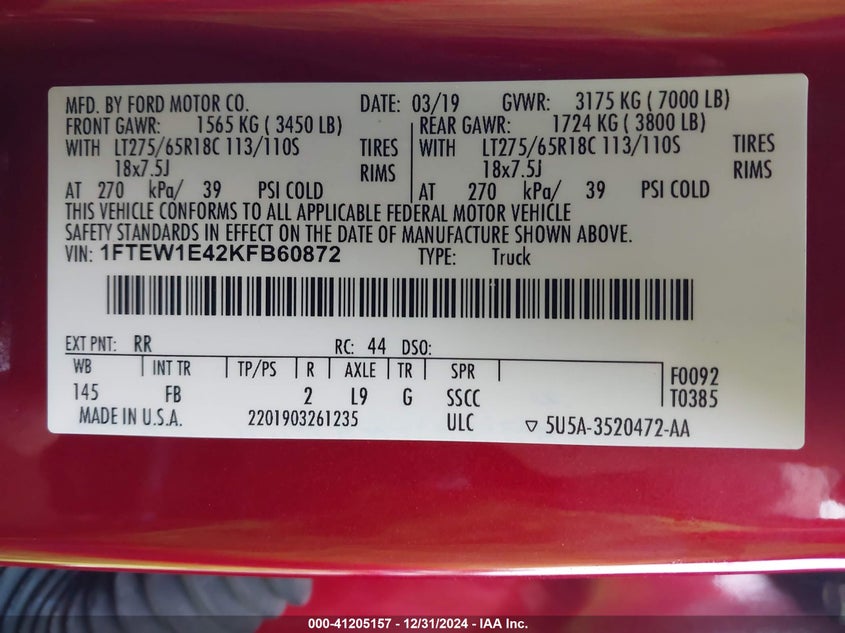 MFD. BY FORD MOTOR CO. DATE: 03/19 GVWR: 3175 KG ( 7000 LB)
FRONT GAWR: 1565 KG ( 3450 LB) REAR GAWR: 1724 KG ( 3800 LB)
WITH LT275/65R18C 113/110S TIRES WITH LT275/65R18C 113/110S TIRES
18x7.5J RIMS 18x7.5J RIMS
AT 270 kPa/ 39 PSI COLD AT 270 kPa/ 39 PSI COLD
THIS VEHICLE CONFORMS TO ALL APPLICABLE FEDERAL MOTOR VEHICLE
SAFETY STANDARDS IN EFFECT ON THE DATE OF MANUFACTURE SHOWN ABOVE.
VIN: 1FTEW1E42KFB60872 TYPE: Truck
EXT PNT: RR RC: 44 DSO:
WB INT TR TP/PS R AXLE TR SPR F0092
145 FB 2 L9 G SSCC T0385
MADE IN U.S.A. 2201903261235 ULC ▽ 5U5A-3520472-AA
000-41205157 - 12/31/2024 - IAA Inc.